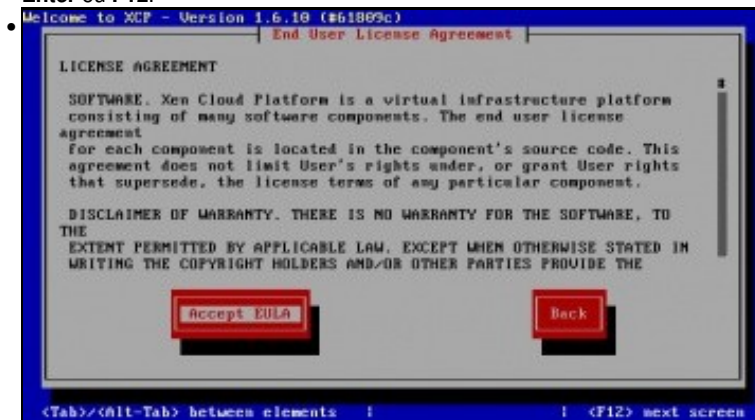 Enter ou F12.
Welcome to XCP - Version 1.6.10 (#61809c)
End User License Agreement
LICENSE AGREEMENT
SOFTWARE. Xen Cloud Platform is a virtual infrastructure platform
consisting of many software components. The end user license
agreement
for each component is located in the component's source code. This
agreement does not limit User's rights under, or grant User rights
that supersede, the license terms of any particular component.
DISCLAIMER OF WARRANTY. THERE IS NO WARRANTY FOR THE SOFTWARE, TO
THE
EXTENT PERMITTED BY APPLICABLE LAW. EXCEPT WHEN OTHERWISE STATED IN
WRITING THE COPYRIGHT HOLDERS AND/OR OTHER PARTIES PROVIDE THE
Accept EULA
Back
<Tab>/<Alt-Tab> between elements | | <F12> next screen